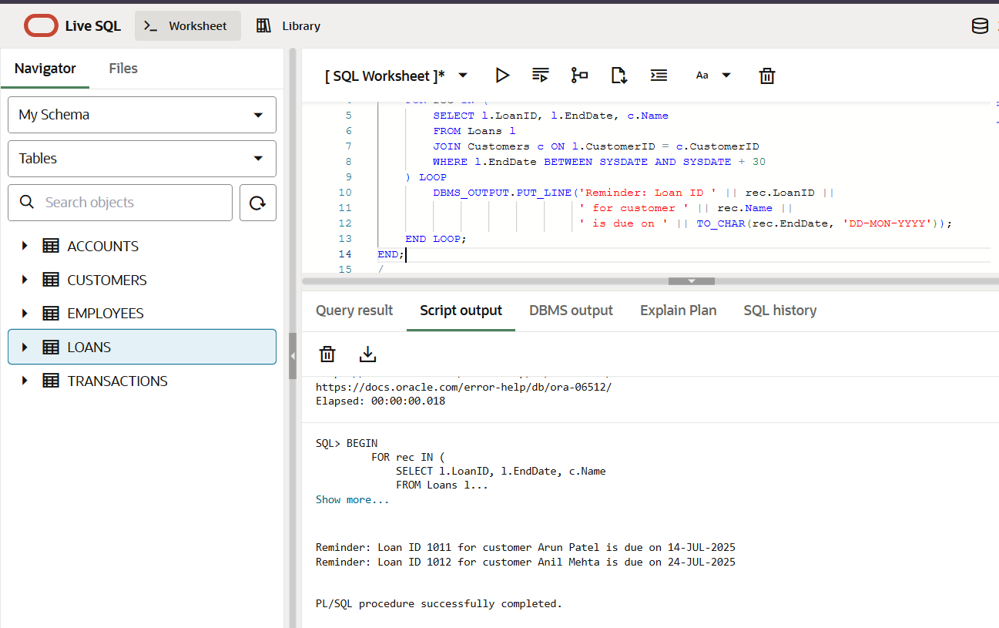 Live SQL
Worksheet
Library
Navigator
Files
My Schema
Tables
Search objects
ACCOUNTS
CUSTOMERS
EMPLOYEES
LOANS
TRANSACTIONS
[ SQL Worksheet ]*
Aa
5 SELECT l.LoanID, l.EndDate, c.Name
6 FROM Loans l
7 JOIN Customers c ON l.CustomerID = c.CustomerID
8 WHERE l.EndDate BETWEEN SYSDATE AND SYSDATE + 30
9 ) LOOP
10 DBMS_OUTPUT.PUT_LINE('Reminder: Loan ID ' || rec.LoanID ||
11 ' for customer ' || rec.Name ||
12 ' is due on ' || TO_CHAR(rec.EndDate, 'DD-MON-YYYY'));
13 END LOOP;
14 END;
15 /
Query result
Script output
DBMS output
Explain Plan
SQL history
https://docs.oracle.com/error-help/db/ora-06512/
Elapsed: 00:00:00.018
SQL> BEGIN
FOR rec IN (
SELECT l.LoanID, l.EndDate, c.Name
FROM Loans l...
Show more...
Reminder: Loan ID 1011 for customer Arun Patel is due on 14-JUL-2025
Reminder: Loan ID 1012 for customer Anil Mehta is due on 24-JUL-2025
PL/SQL procedure successfully completed.